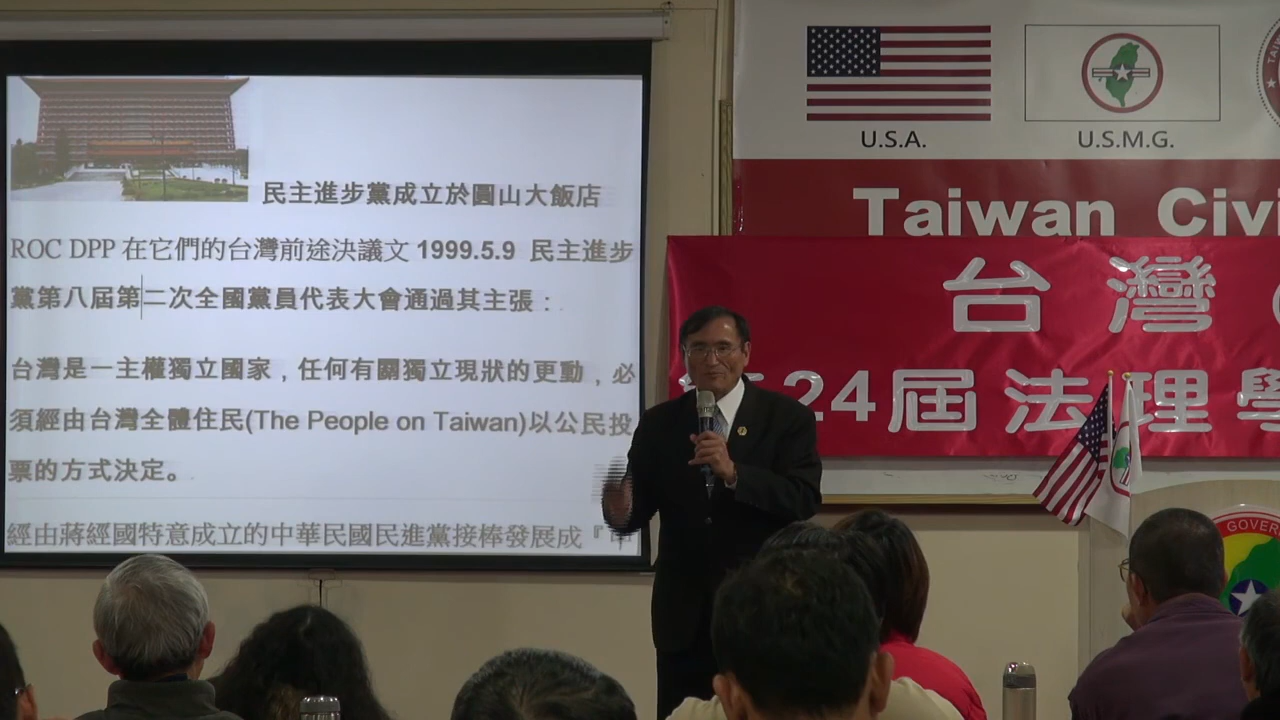 民主進步黨成立於圓山大飯店
ROC DPP 在它們的台灣前途決議文 1999.5.9 民主進步
黨第八屆第二次全國黨員代表大會通過其主張：
台灣是一主權獨立國家，任何有關獨立現狀的更動，必
須經由台灣全體住民(The People on Taiwan)以公民投
票的方式決定。
經由蔣經國特意成立的中華民國民進黨接棒發展成『中
U.S.A.
U.S.M.G.
Taiwan Civi
台灣
24屆法理學
GOVER